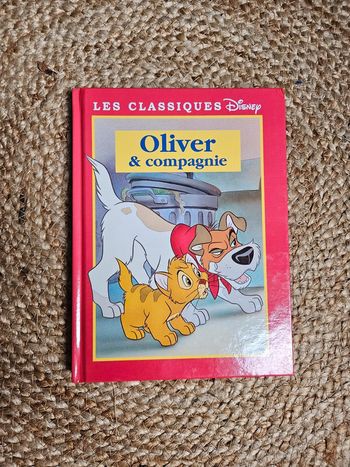 LES CLASSIQUES Disney
Oliver
& compagnie